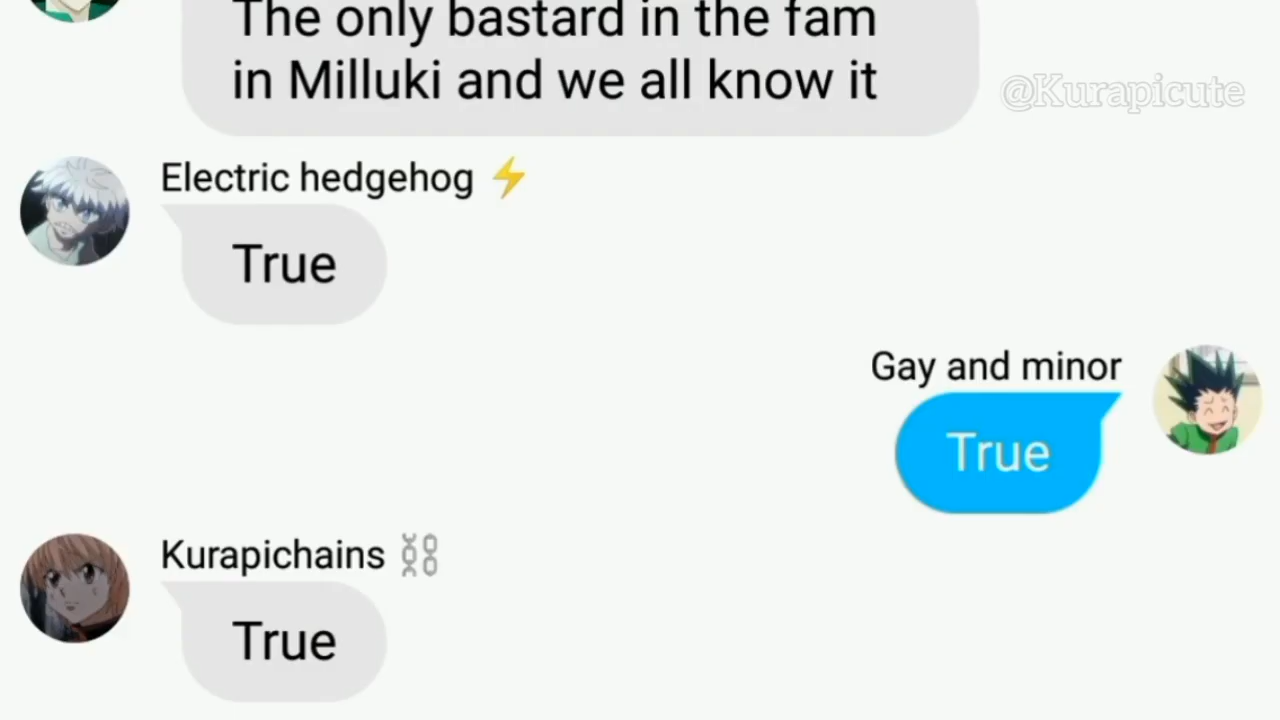 The only bastard in the fam
in Milluki and we all know it
@Kurapicute
Electric hedgehog ⚡
True
Gay and minor
True
Kurapichains ⛓
True